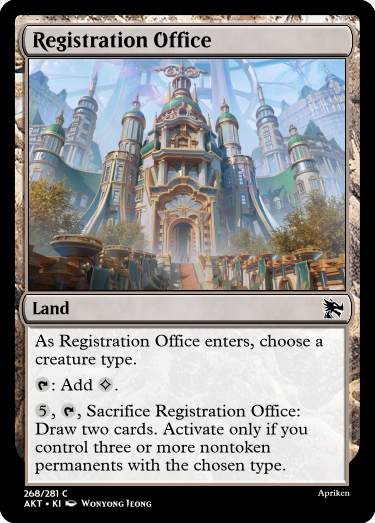 Registration Office
Land
As Registration Office enters, choose a
creature type.
: Add .
5, , Sacrifice Registration Office:
Draw two cards. Activate only if you
control three or more nontoken
permanents with the chosen type.
268/281 C
Apriken
AKT • KI Wonyong Jeong